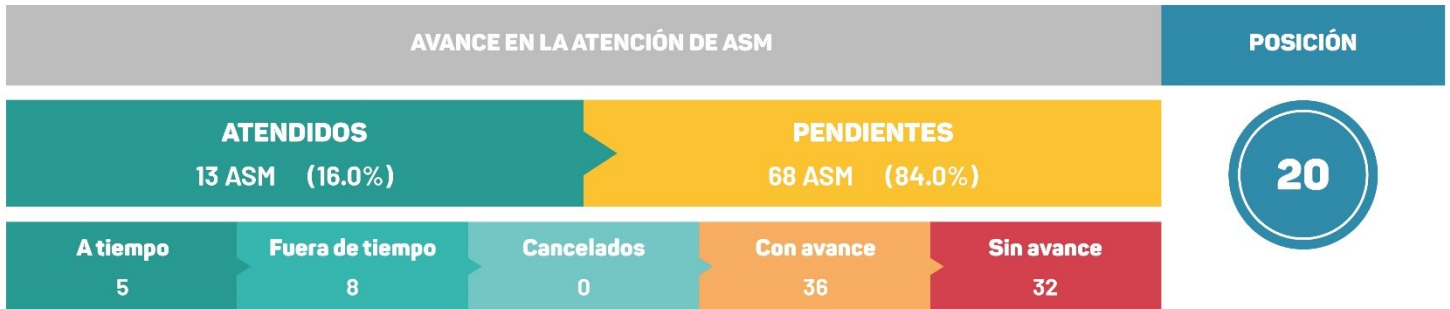 AVANCE EN LA ATENCIÓN DE ASM
POSICIÓN
ATENDIDOS
13 ASM (16.0%)
PENDIENTES
68 ASM (84.0%)
20
A tiempo
5
Fuera de tiempo
8
Cancelados
0
Con avance
36
Sin avance
32